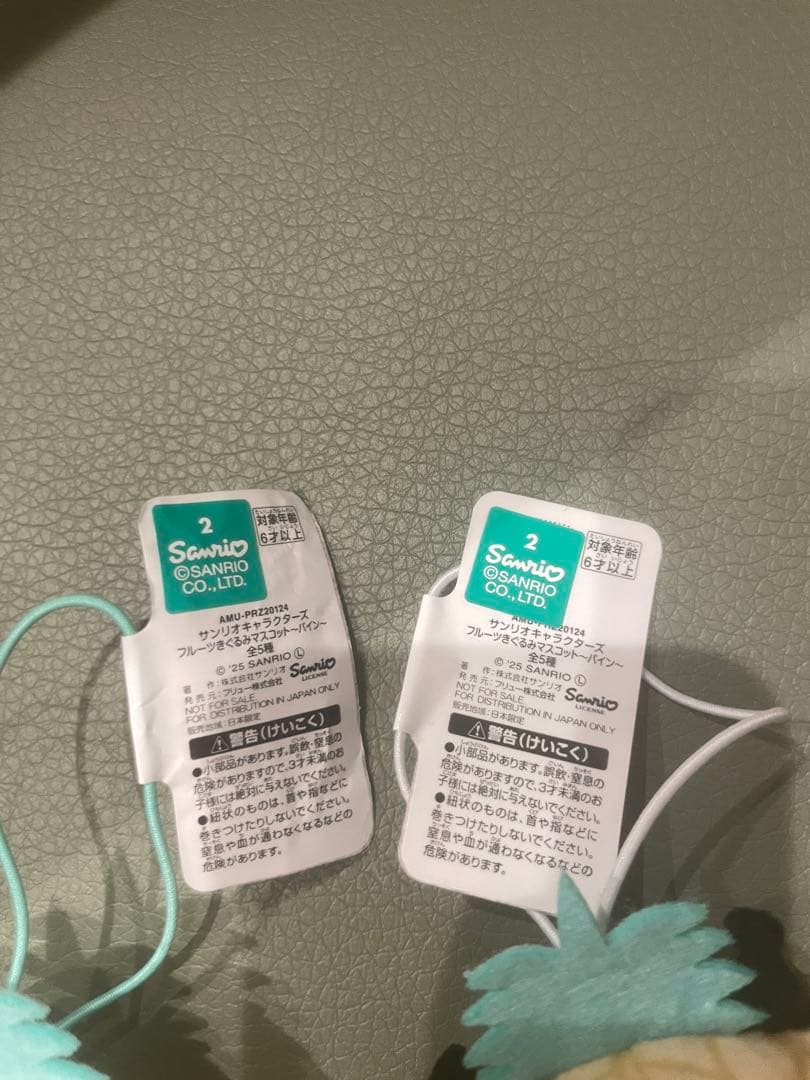 2
Sanrio
©SANRIO
CO., LTD.
対象年齢
6才以上
AMU-PRZ20124
サンリオキャラクターズ
フルーツきぐるみマスコット〜パイン〜
全5種
© '25 SANRIO Ⓛ
著 作:株式会社サンリオ
発売元:フリュー株式会社
Sanrio
LICENSE
NOT FOR SALE
FOR DISTRIBUTION IN JAPAN ONLY
販売地域:日本限定
警告(けいこく)
●小部品があります。誤飲・窒息の
危険がありますので、3才未満のお
子様には絶対に与えないでください。
●紐状のものは、首や指などに
巻きつけたりしないでください。
窒息や血が通わなくなるなどの
危険があります。
2
Sanrio
©SANRIO
CO., LTD.
対象年齢
6才以上
AMU-PRZ20124
サンリオキャラクターズ
フルーツきぐるみマスコット〜パイン〜
全5種
© '25 SANRIO Ⓛ
著 作:株式会社サンリオ
発売元:フリュー株式会社
Sanrio
LICENSE
NOT FOR SALE
FOR DISTRIBUTION IN JAPAN ONLY
販売地域:日本限定
警告(けいこく)
●小部品があります。誤飲・窒息の
危険がありますので、3才未満のお
子様には絶対に与えないでください。
●紐状のものは、首や指などに
巻きつけたりしないでください。
窒息や血が通わなくなるなどの
危険があります。